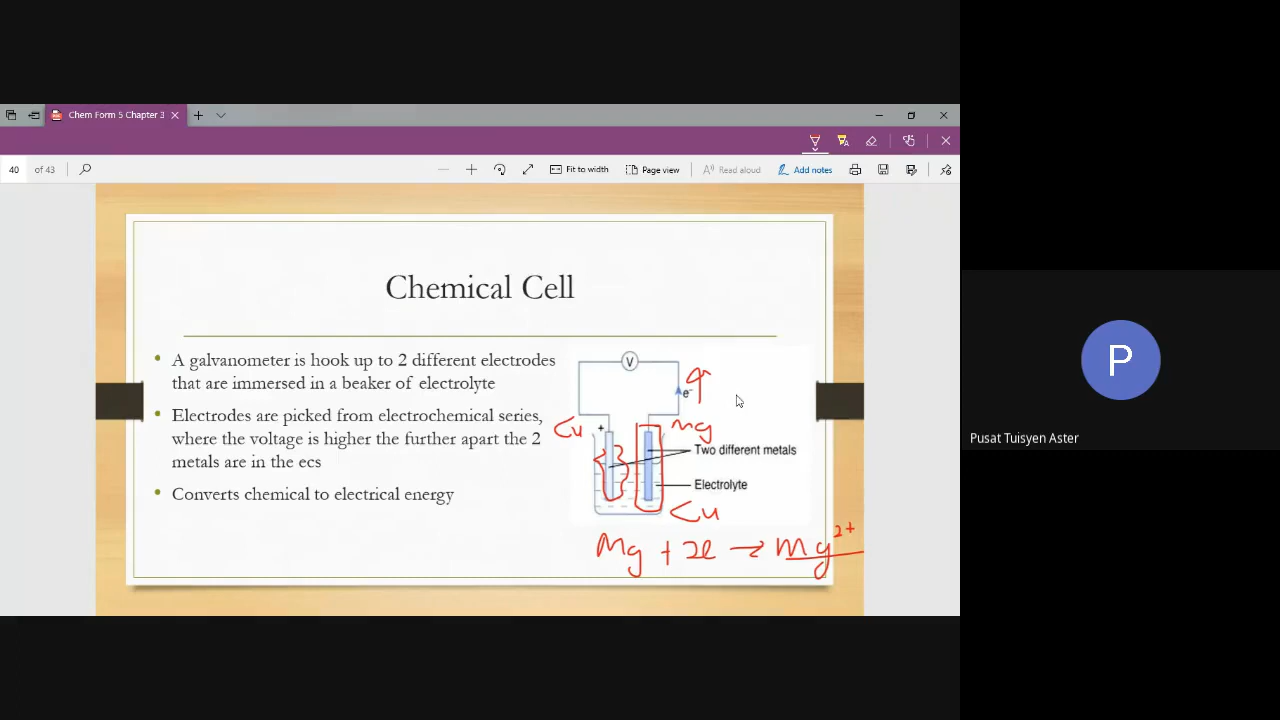 Chem Form 5 Chapter 3
40 of 43
Fit to width
Page view
Read aloud
Add notes
Chemical Cell
A galvanometer is hook up to 2 different electrodes
that are immersed in a beaker of electrolyte
Electrodes are picked from electrochemical series,
where the voltage is higher the further apart the 2
metals are in the ecs
Converts chemical to electrical energy
V
e-
+
Cu
mg
Two different metals
Electrolyte
Cu
Mg + 2e → mg2+
P
Pusat Tuisyen Aster